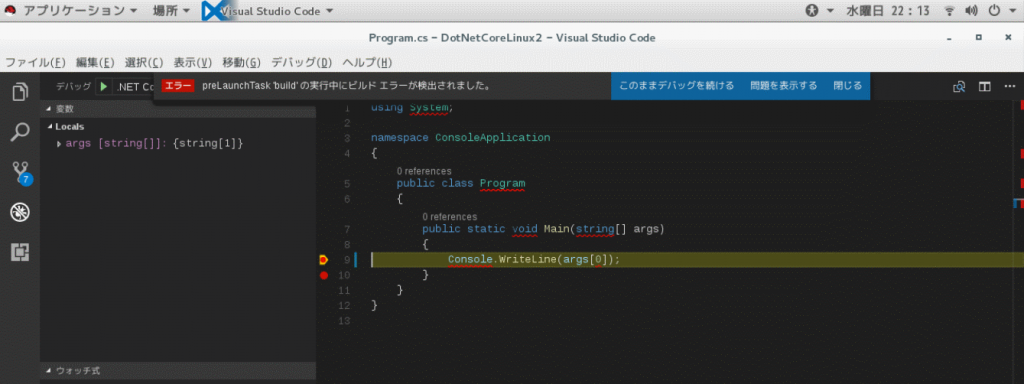 アプリケーション 場所 Visual Studio Code 水曜日 22:13
Program.cs - DotNetCoreLinux2 - Visual Studio Code
ファイル(F) 編集(E) 選択(C) 表示(V) 移動(G) デバッグ(D) ヘルプ(H)
デバッグ .NET Co
エラー preLaunchTask 'build' の実行中にビルド エラーが検出されました。 このままデバッグを続ける 問題を表示する 閉じる
変数
Locals
args [string[]]: {string[1]}
7
ウォッチ式
1 using System;
2
3 namespace ConsoleApplication
4 {
0 references
5 public class Program
6 {
0 references
7 public static void Main(string[] args)
8 {
9 Console.WriteLine(args[0]);
10 }
11 }
12 }
13